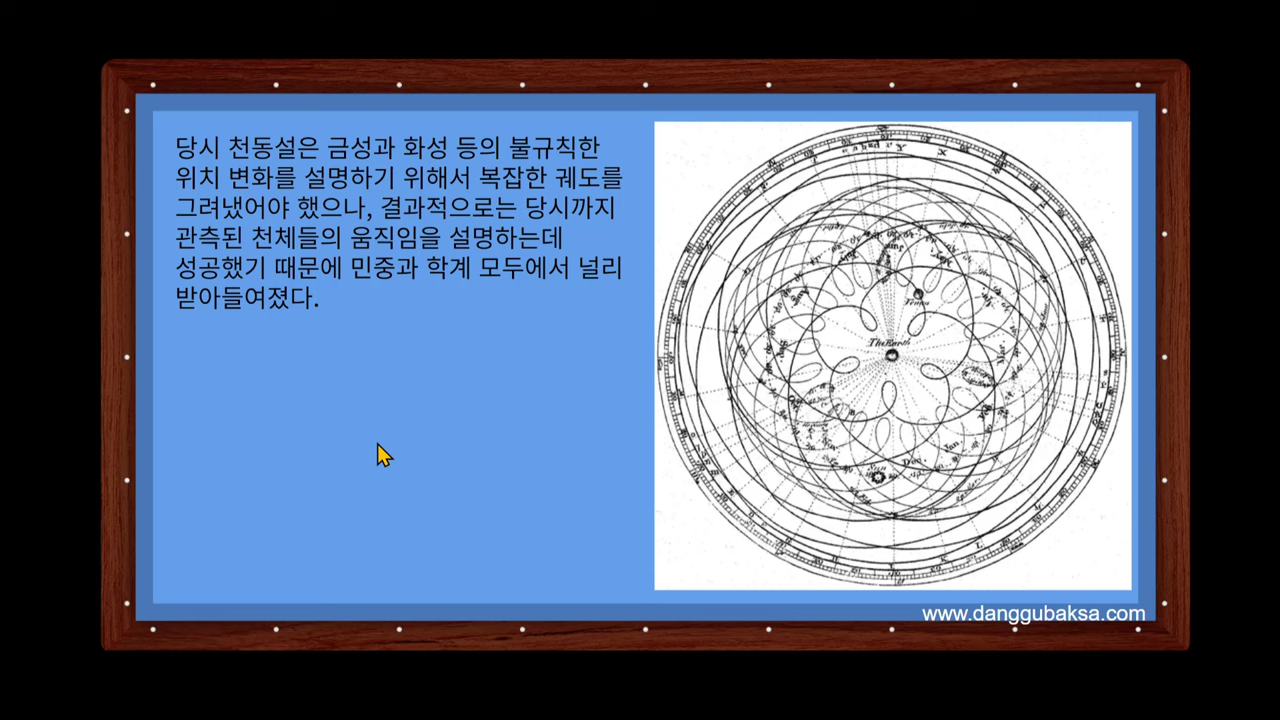 당시 천동설은 금성과 화성 등의 불규칙한
위치 변화를 설명하기 위해서 복잡한 궤도를
그려냈어야 했으나, 결과적으로는 당시까지
관측된 천체들의 움직임을 설명하는데
성공했기 때문에 민중과 학계 모두에서 널리
받아들여졌다.
Venus
The Earth
Sun
www.danggubaksa.com